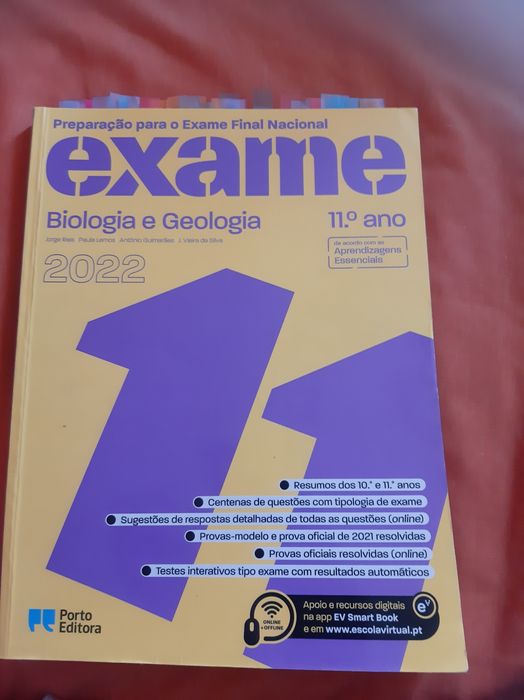 Preparação para o Exame Final Nacional
exame
Biologia e Geologia 11.º ano
Jorge Reis Paula Lemos António Guimarães J. Vieira da Silva
de acordo com as
Aprendizagens
Essenciais
2022
11
Resumos dos 10.º e 11.º anos
Centenas de questões com tipologia de exame
Sugestões de respostas detalhadas de todas as questões (online)
Provas-modelo e prova oficial de 2021 resolvidas
Provas oficiais resolvidas (online)
Testes interativos tipo exame com resultados automáticos
Porto
Editora
ONLINE
+OFFLINE
Apoio e recursos digitais
na app EV Smart Book
e em www.escolavirtual.pt
eV